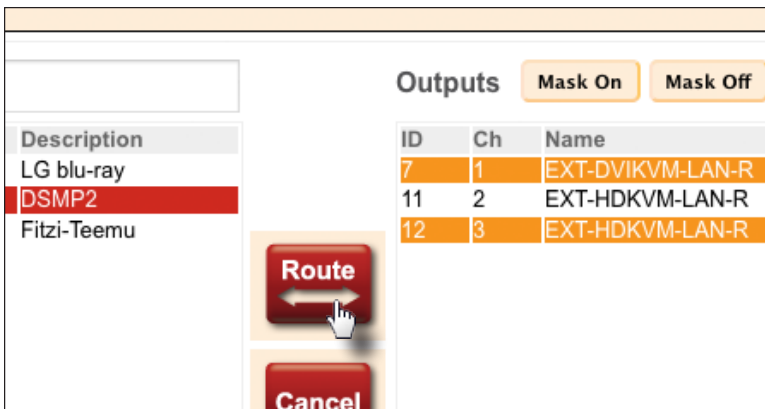 Outputs Mask On Mask Off
Description
LG blu-ray
DSMP2
Fitzi-Teemu
Route
Cancel
ID Ch Name
7 1 EXT-DVIKVM-LAN-R
11 2 EXT-HDKVM-LAN-R
12 3 EXT-HDKVM-LAN-R